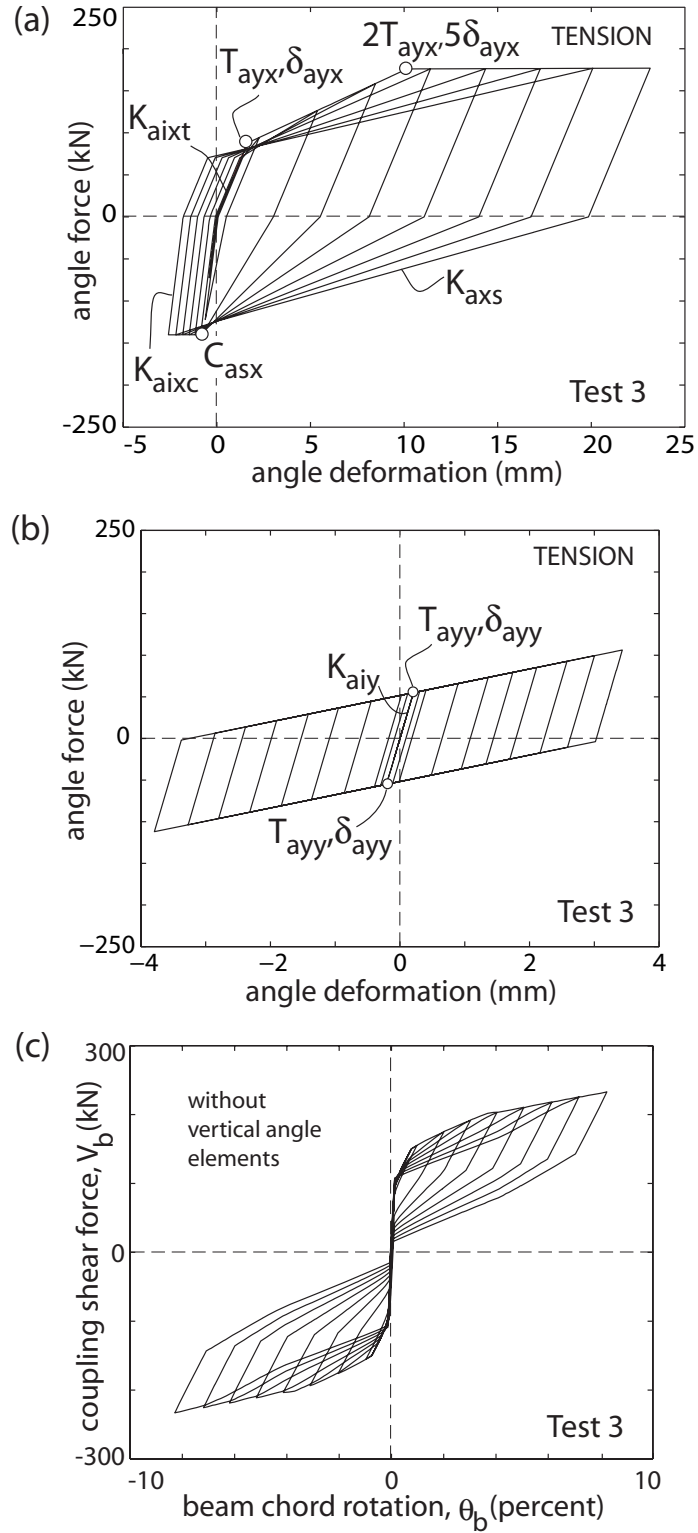 (a)
250
0
-250
angle force (kN)
T_ayx,δ_ayx
2T_ayx,5δ_ayx
TENSION
K_aixt
K_axs
K_aixc
C_asx
Test 3
-5 0 5 10 15 20 25
angle deformation (mm)
(b)
250
0
−250
angle force (kN)
TENSION
T_ayy,δ_ayy
K_aiy
T_ayy,δ_ayy
Test 3
−4 −2 0 2 4
angle deformation (mm)
(c)
300
0
-300
coupling shear force, V_b(kN)
without
vertical angle
elements
Test 3
-10 0 10
beam chord rotation, θ_b(percent)